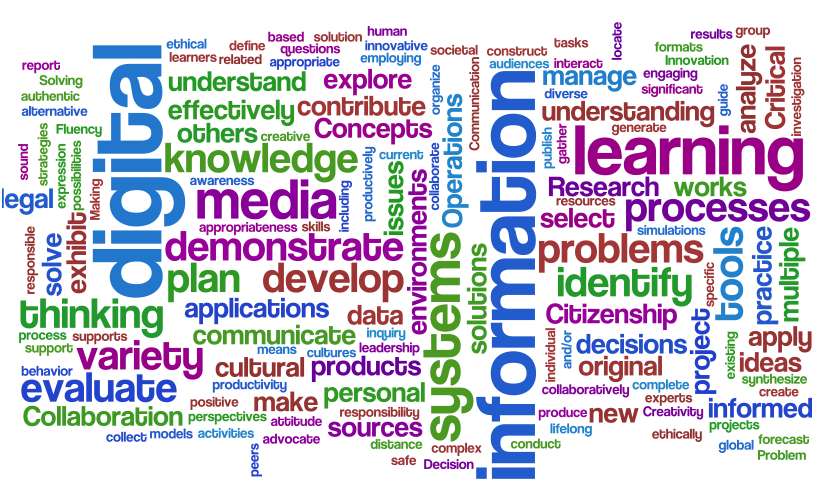 report
Solving
authentic
alternative
strategies
Fluency
sound
expression
possibilities
Making
legal
responsible
solve
exhibit
digital
thinking
process
supports
support
variety
behavior
evaluate
Collaboration
collect
models
activities
ethical
learners
define
related
based
questions
appropriate
solution
human
innovative
employing
societal
understand
explore
effectively
contribute
others
creative
Concepts
organize
Communication
knowledge
awareness
media
including
productively
current
issues
collaborate
Operations
appropriateness
skills
demonstrate
environments
plan
develop
applications
data
systems
solutions
communicate
inquiry
means
cultures
leadership
cultural
products
productivity
positive
make
personal
perspectives
attitude
responsibility
sources
advocate
peers
distance
complex
safe
Decision
information
construct
tasks
audiences
interact
locate
results
group
formats
Innovation
manage
engaging
diverse
significant
guide
analyze
Critical
investigation
understanding
generate
publish
gather
learning
Research
works
resources
select
processes
simulations
problems
specific
tools
practice
multiple
identify
Citizenship
individual
and/or
decisions
project
existing
apply
original
ideas
synthesize
collaboratively
complete
create
experts
produce
new
Creativity
informed
lifelong
projects
conduct
ethically
global
forecast
Problem